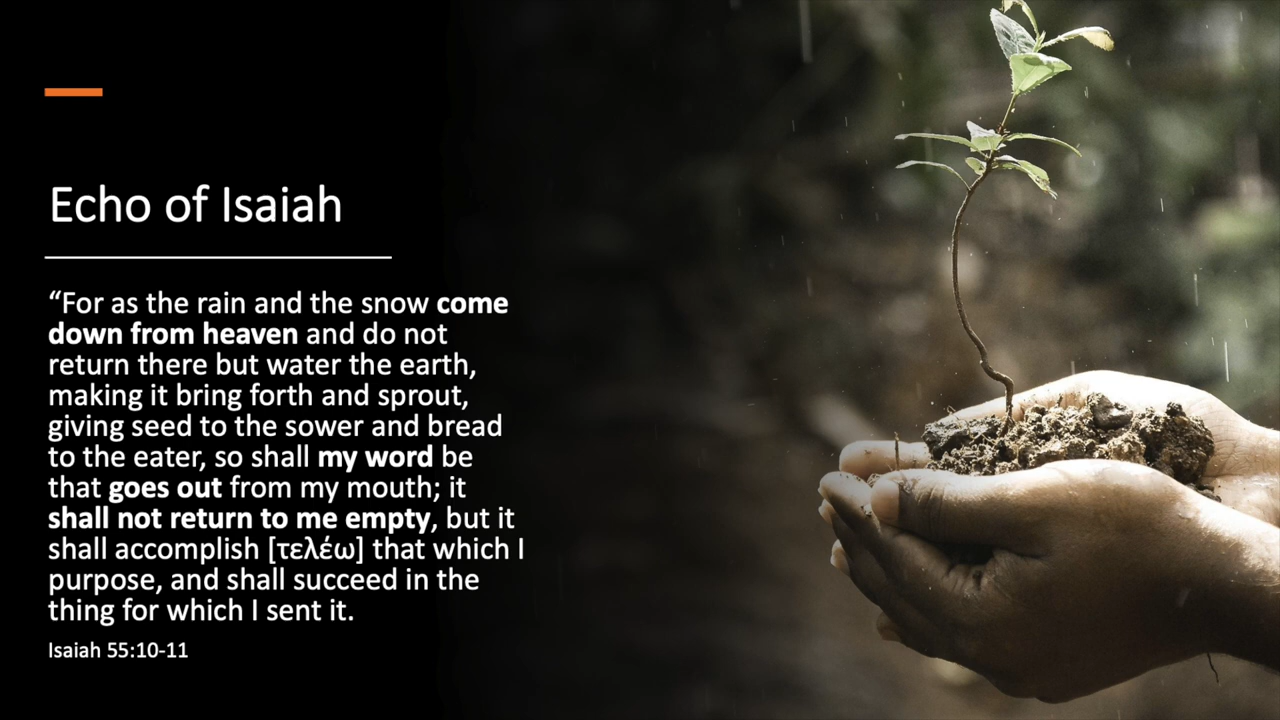 Echo of Isaiah
“For as the rain and the snow come
down from heaven and do not
return there but water the earth,
making it bring forth and sprout,
giving seed to the sower and bread
to the eater, so shall my word be
that goes out from my mouth; it
shall not return to me empty, but it
shall accomplish [τελέω] that which I
purpose, and shall succeed in the
thing for which I sent it.
Isaiah 55:10-11